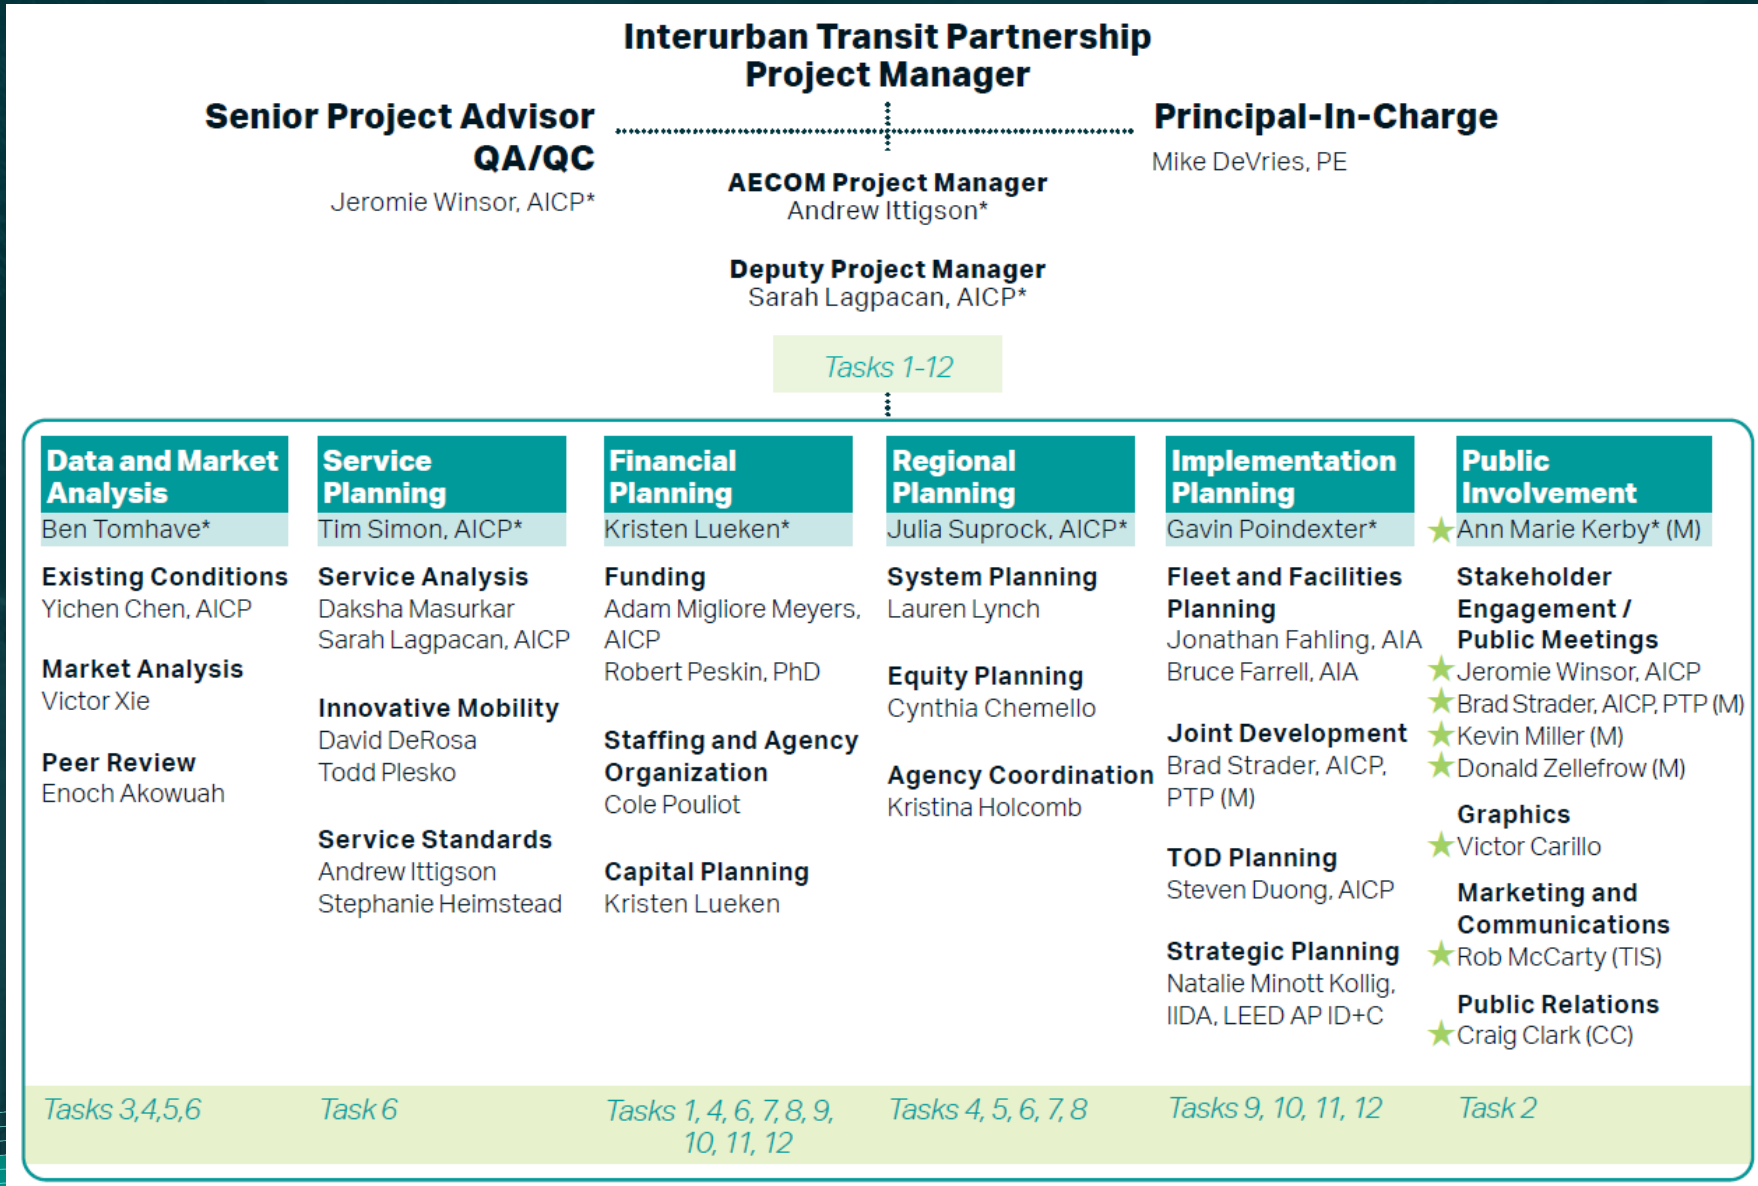 Interurban Transit Partnership
Project Manager
Senior Project Advisor
QA/QC
Jeromie Winsor, AICP*
Principal-In-Charge
Mike DeVries, PE
AECOM Project Manager
Andrew Ittigson*
Deputy Project Manager
Sarah Lagpacan, AICP*
Tasks 1-12
Data and Market
Analysis
Ben Tomhave*
Existing Conditions
Yichen Chen, AICP
Market Analysis
Victor Xie
Peer Review
Enoch Akowuah
Tasks 3,4,5,6
Service
Planning
Tim Simon, AICP*
Service Analysis
Daksha Masurkar
Sarah Lagpacan, AICP
Innovative Mobility
David DeRosa
Todd Plesko
Service Standards
Andrew Ittigson
Stephanie Heimstead
Task 6
Financial
Planning
Kristen Lueken*
Funding
Adam Migliore Meyers,
AICP
Robert Peskin, PhD
Staffing and Agency
Organization
Cole Pouliot
Capital Planning
Kristen Lueken
Tasks 1, 4, 6, 7, 8, 9,
10, 11, 12
Regional
Planning
Julia Suprock, AICP*
System Planning
Lauren Lynch
Equity Planning
Cynthia Chemello
Agency Coordination
Kristina Holcomb
Tasks 4, 5, 6, 7, 8
Implementation
Planning
Gavin Poindexter*
Fleet and Facilities
Planning
Jonathan Fahling, AIA
Bruce Farrell, AIA
Joint Development
Brad Strader, AICP,
PTP (M)
TOD Planning
Steven Duong, AICP
Strategic Planning
Natalie Minott Kollig,
IIDA, LEED AP ID+C
Tasks 9, 10, 11, 12
Public
Involvement
Ann Marie Kerby* (M)
Stakeholder
Engagement /
Public Meetings
Jeromie Winsor, AICP
Brad Strader, AICP, PTP (M)
Kevin Miller (M)
Donald Zellefrow (M)
Graphics
Victor Carillo
Marketing and
Communications
Rob McCarty (TIS)
Public Relations
Craig Clark (CC)
Task 2